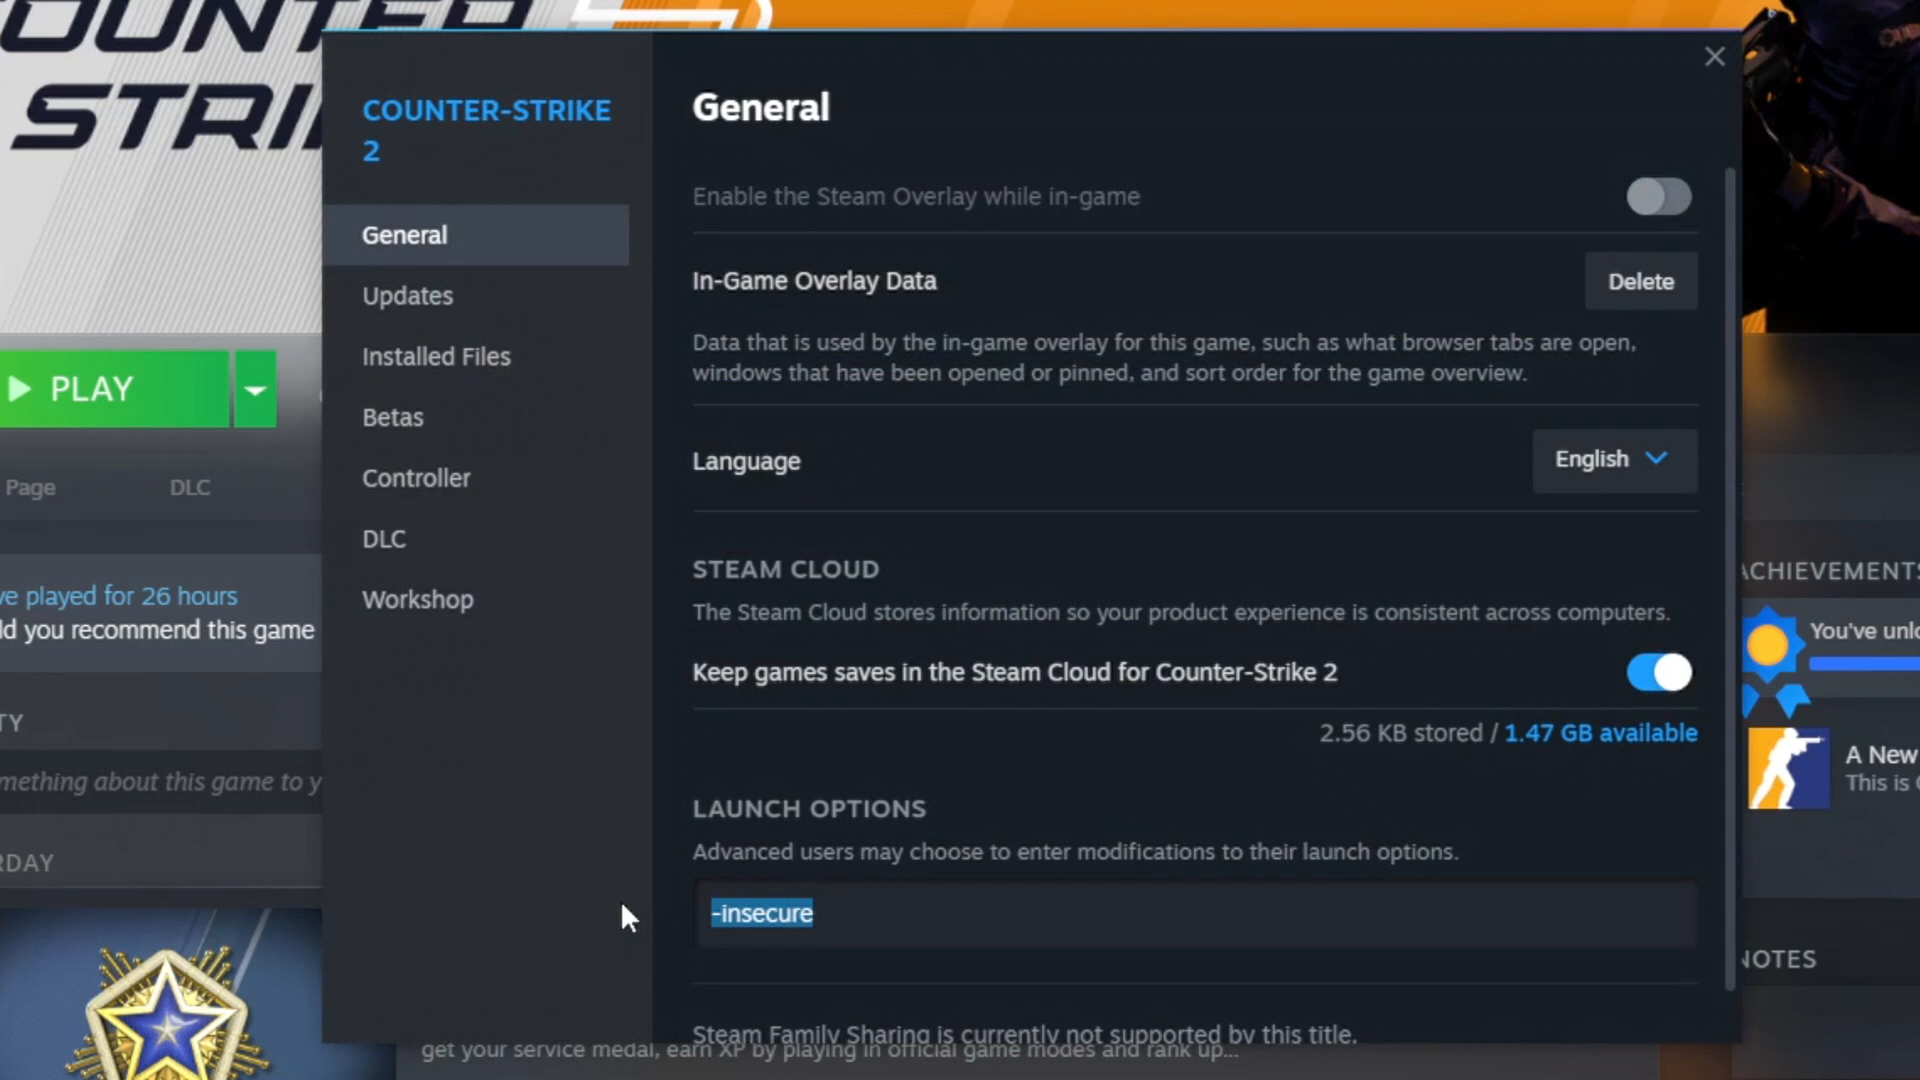 STRI
COUNTER-STRIKE
2
General
Updates
Installed Files
Betas
Controller
DLC
Workshop
General
Enable the Steam Overlay while in-game
In-Game Overlay Data
Delete
Data that is used by the in-game overlay for this game, such as what browser tabs are open,
windows that have been opened or pinned, and sort order for the game overview.
Language
English
STEAM CLOUD
The Steam Cloud stores information so your product experience is consistent across computers.
Keep games saves in the Steam Cloud for Counter-Strike 2
2.56 KB stored / 1.47 GB available
LAUNCH OPTIONS
Advanced users may choose to enter modifications to their launch options.
-insecure
Steam Family Sharing is currently not supported by this title.
PLAY
Page DLC
ve played for 26 hours
ld you recommend this game
TY
mething about this game to y
RDAY
get your service medal, earn XP by playing in official game modes and rank up...
ACHIEVEMENTS
You've unlo
A New
This is
NOTES